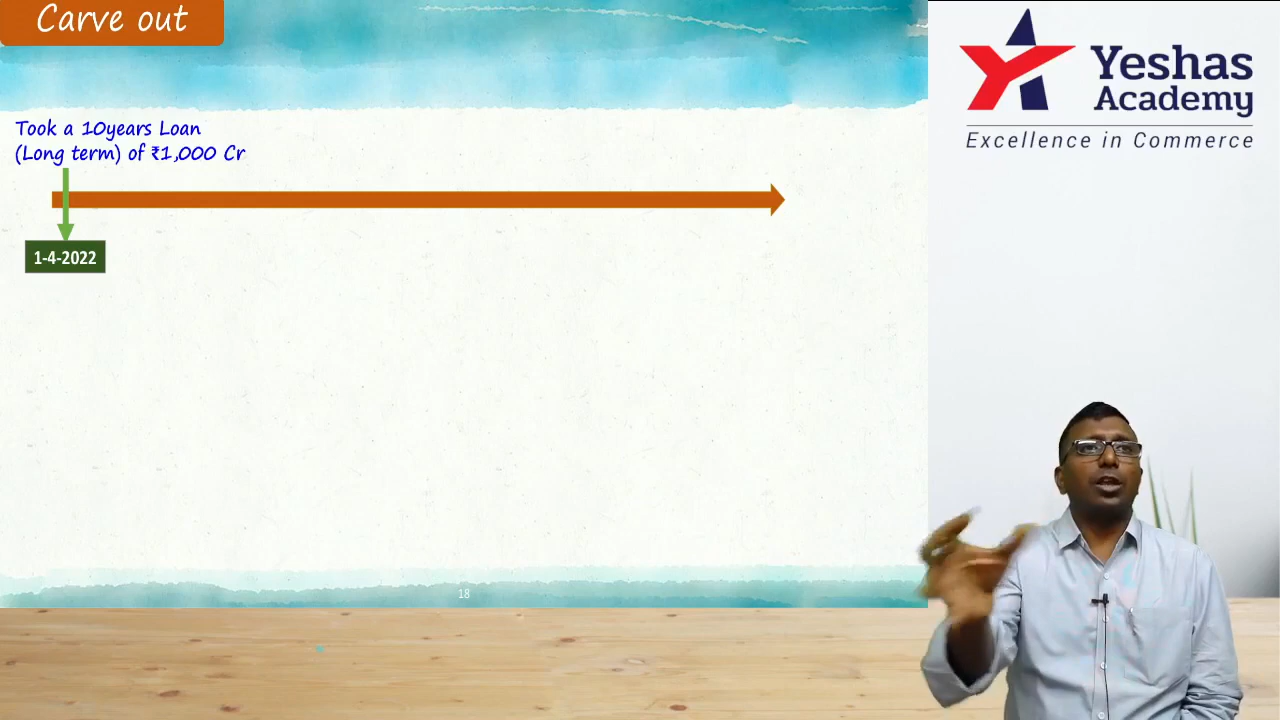 Carve out
Yeshas
Academy
Excellence in Commerce
Took a 10years Loan
(Long term) of ₹1,000 Cr
1-4-2022
18